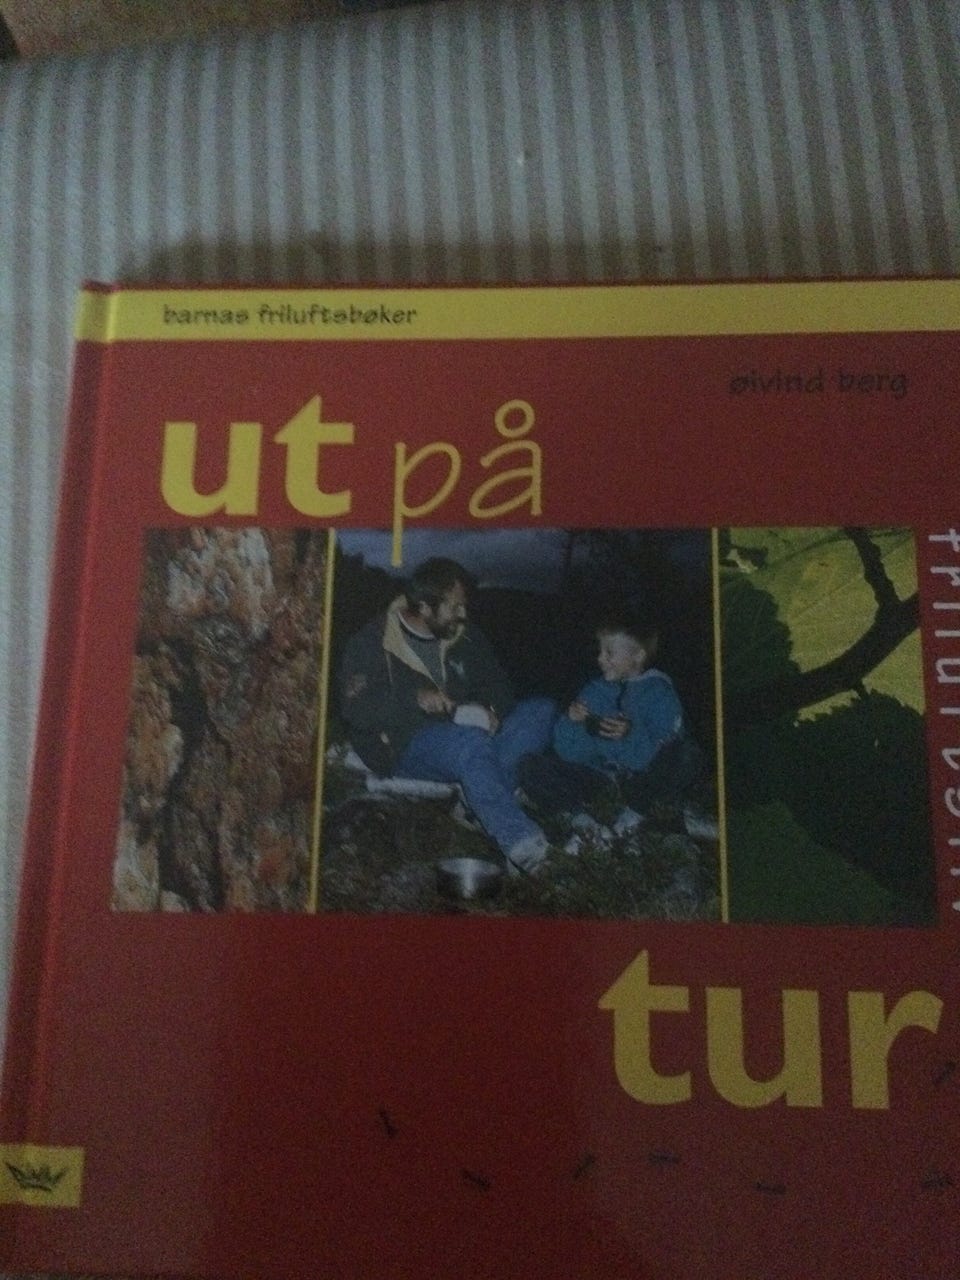 barnas friluftsbøker
øivind berg
ut på
tur